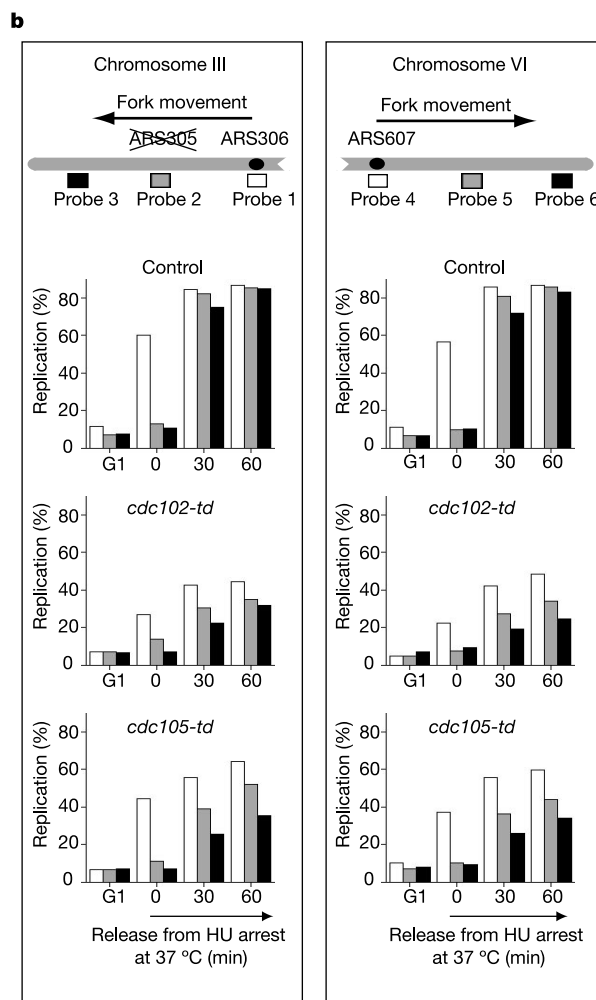 b
Chromosome III
Fork movement
ARS305 ARS306
Probe 3 Probe 2 Probe 1
Control
Replication (%)
80
60
40
20
0
G1 0 30 60
cdc102-td
Replication (%)
80
60
40
20
0
G1 0 30 60
cdc105-td
Replication (%)
80
60
40
20
0
G1 0 30 60
Release from HU arrest
at 37 ºC (min)
Chromosome VI
Fork movement
ARS607
Probe 4 Probe 5 Probe 6
Control
Replication (%)
80
60
40
20
0
G1 0 30 60
cdc102-td
Replication (%)
80
60
40
20
0
G1 0 30 60
cdc105-td
Replication (%)
80
60
40
20
0
G1 0 30 60
Release from HU arrest
at 37 ºC (min)